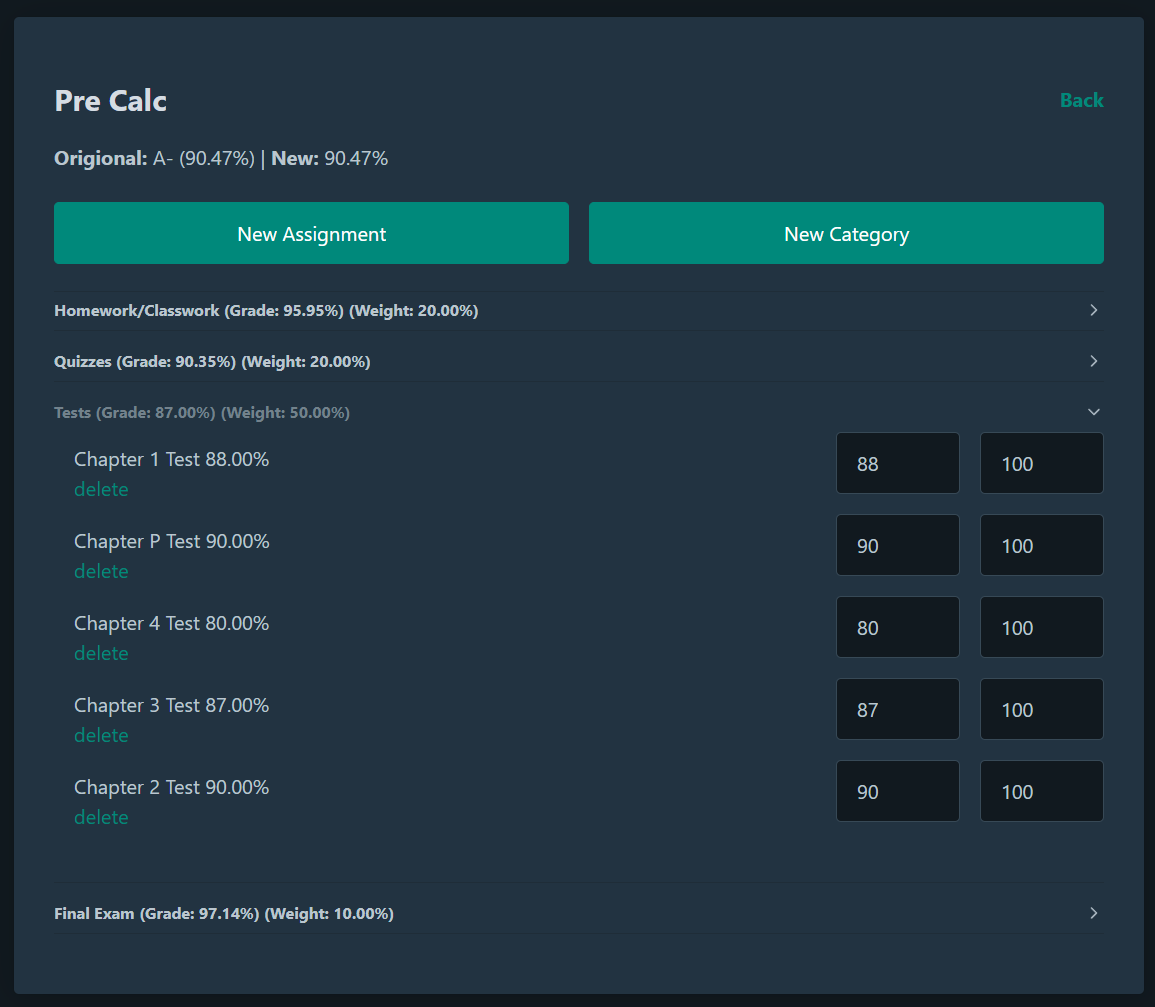 Pre Calc
Back
Origional: A- (90.47%) | New: 90.47%
New Assignment
New Category
Homework/Classwork (Grade: 95.95%) (Weight: 20.00%)
Quizzes (Grade: 90.35%) (Weight: 20.00%)
Tests (Grade: 87.00%) (Weight: 50.00%)
Chapter 1 Test 88.00%
88
100
delete
Chapter P Test 90.00%
90
100
delete
Chapter 4 Test 80.00%
80
100
delete
Chapter 3 Test 87.00%
87
100
delete
Chapter 2 Test 90.00%
90
100
delete
Final Exam (Grade: 97.14%) (Weight: 10.00%)